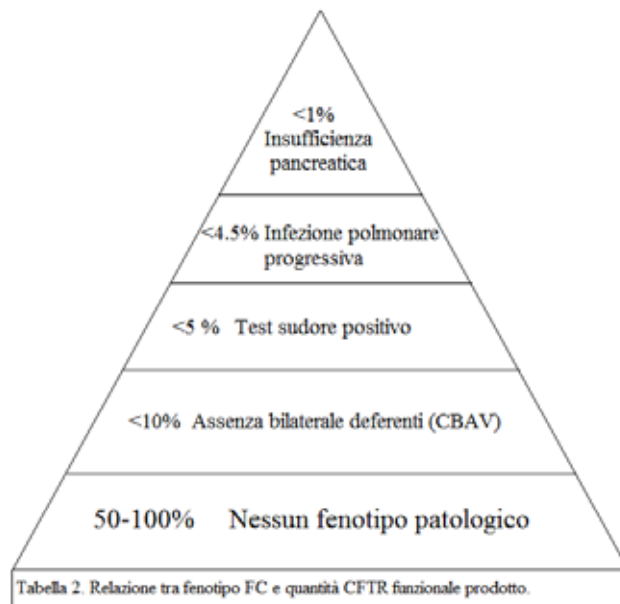 <1%
Insufficienza
pancreatica
<4.5% Infezione polmonare
progressiva
<5 % Test sudore positivo
<10% Assenza bilaterale deferenti (CBAV)
50-100% Nessun fenotipo patologico
Tabella 2. Relazione tra fenotipo FC e quantità CFTR funzionale prodotto.